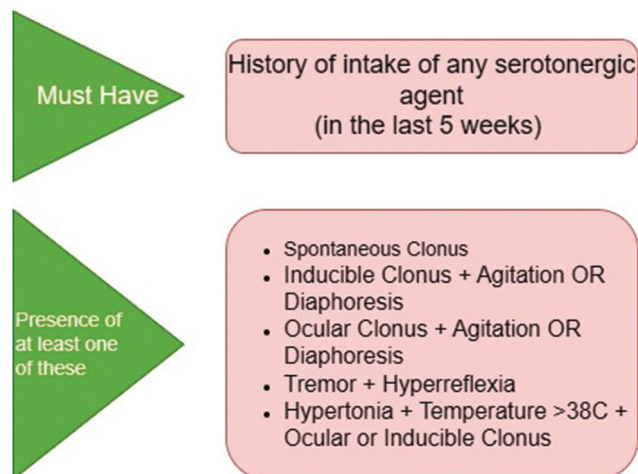 Must Have
History of intake of any serotonergic
agent
(in the last 5 weeks)
Presence of
at least one
of these
• Spontaneous Clonus
• Inducible Clonus + Agitation OR
Diaphoresis
• Ocular Clonus + Agitation OR
Diaphoresis
• Tremor + Hyperreflexia
• Hypertonia + Temperature >38C +
Ocular or Inducible Clonus